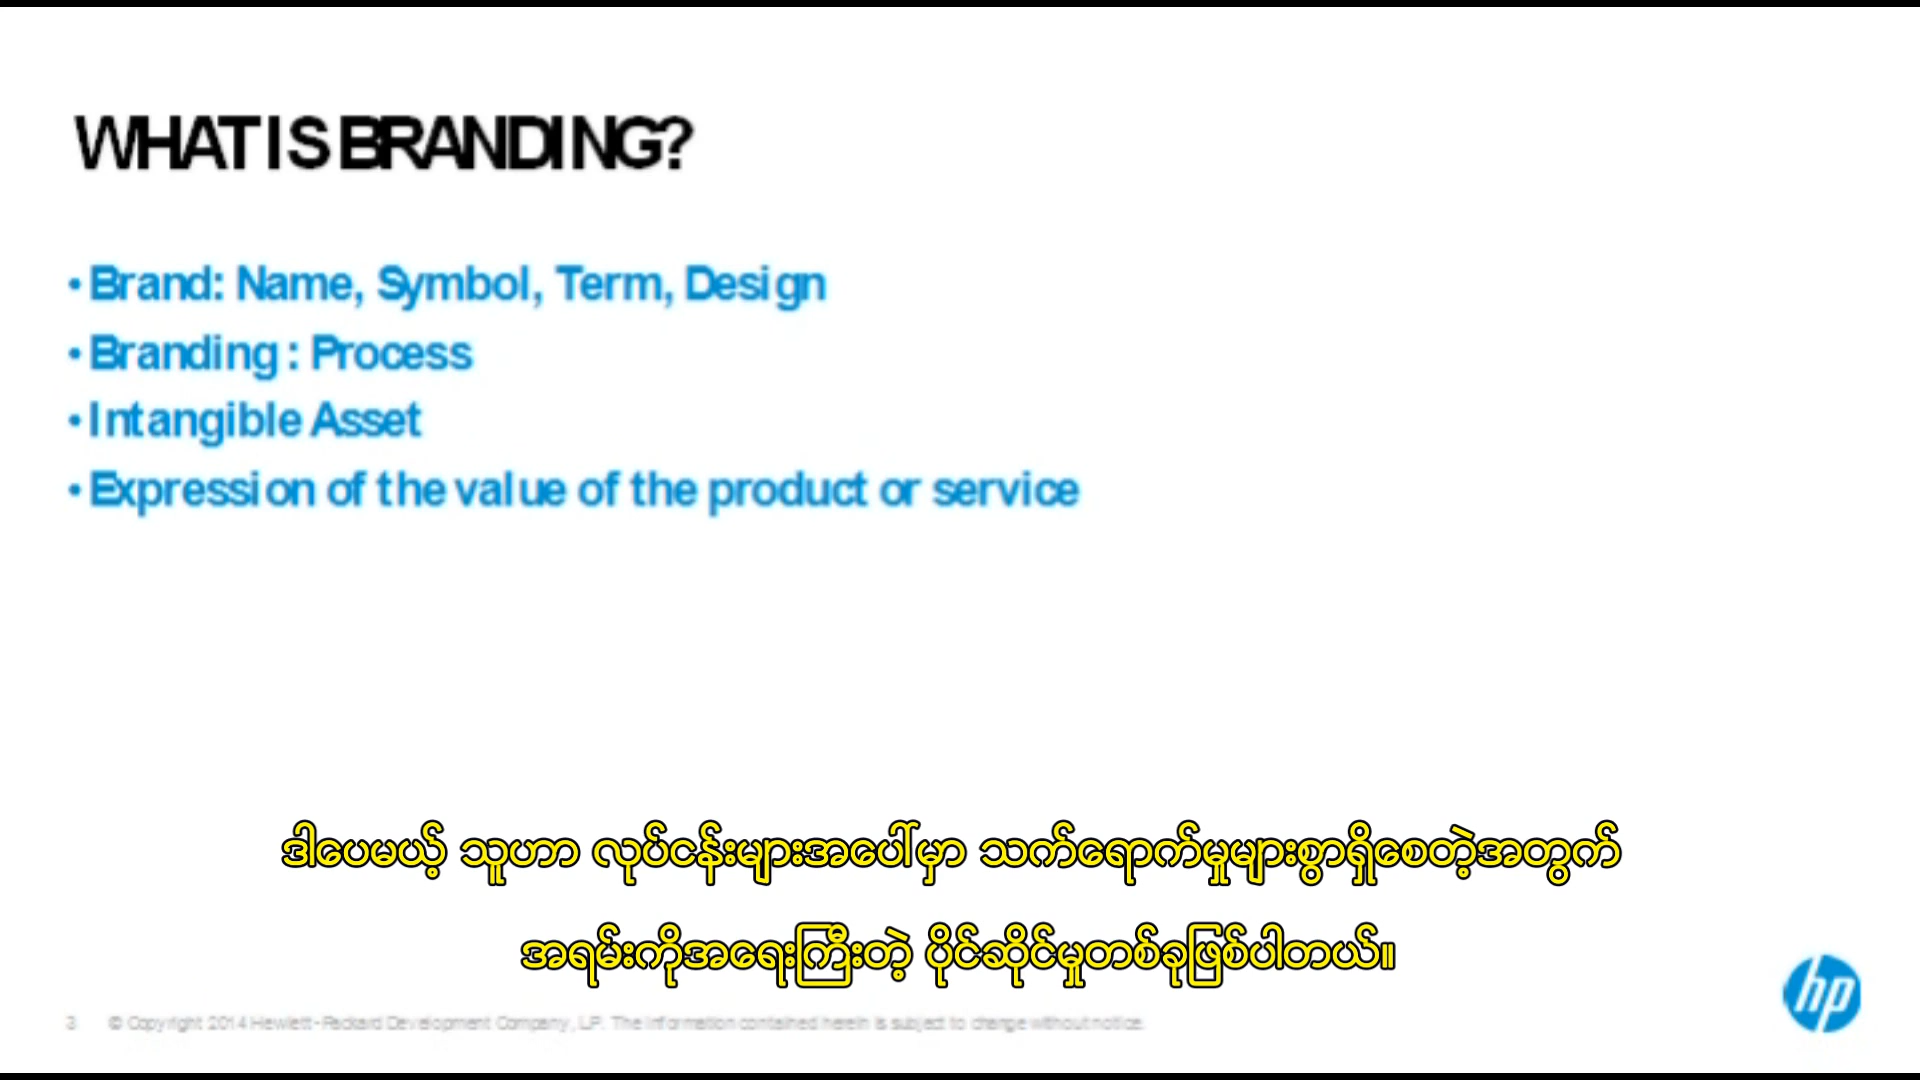 WHAT IS BRANDING?
• Brand: Name, Symbol, Term, Design
• Branding : Process
• Intangible Asset
• Expression of the value of the product or service
ဒါပေမယ့် သူဟာ လုပ်ငန်းများအပေါ်မှာ သက်ရောက်မှုများစွာရှိစေတဲ့အတွက်
အရမ်းကိုအရေးကြီးတဲ့ ပိုင်ဆိုင်မှုတစ်ခုဖြစ်ပါတယ်။
3 © Copyright 2014 Hewlett-Packard Development Company, L.P. The information contained herein is subject to change without notice.
hp